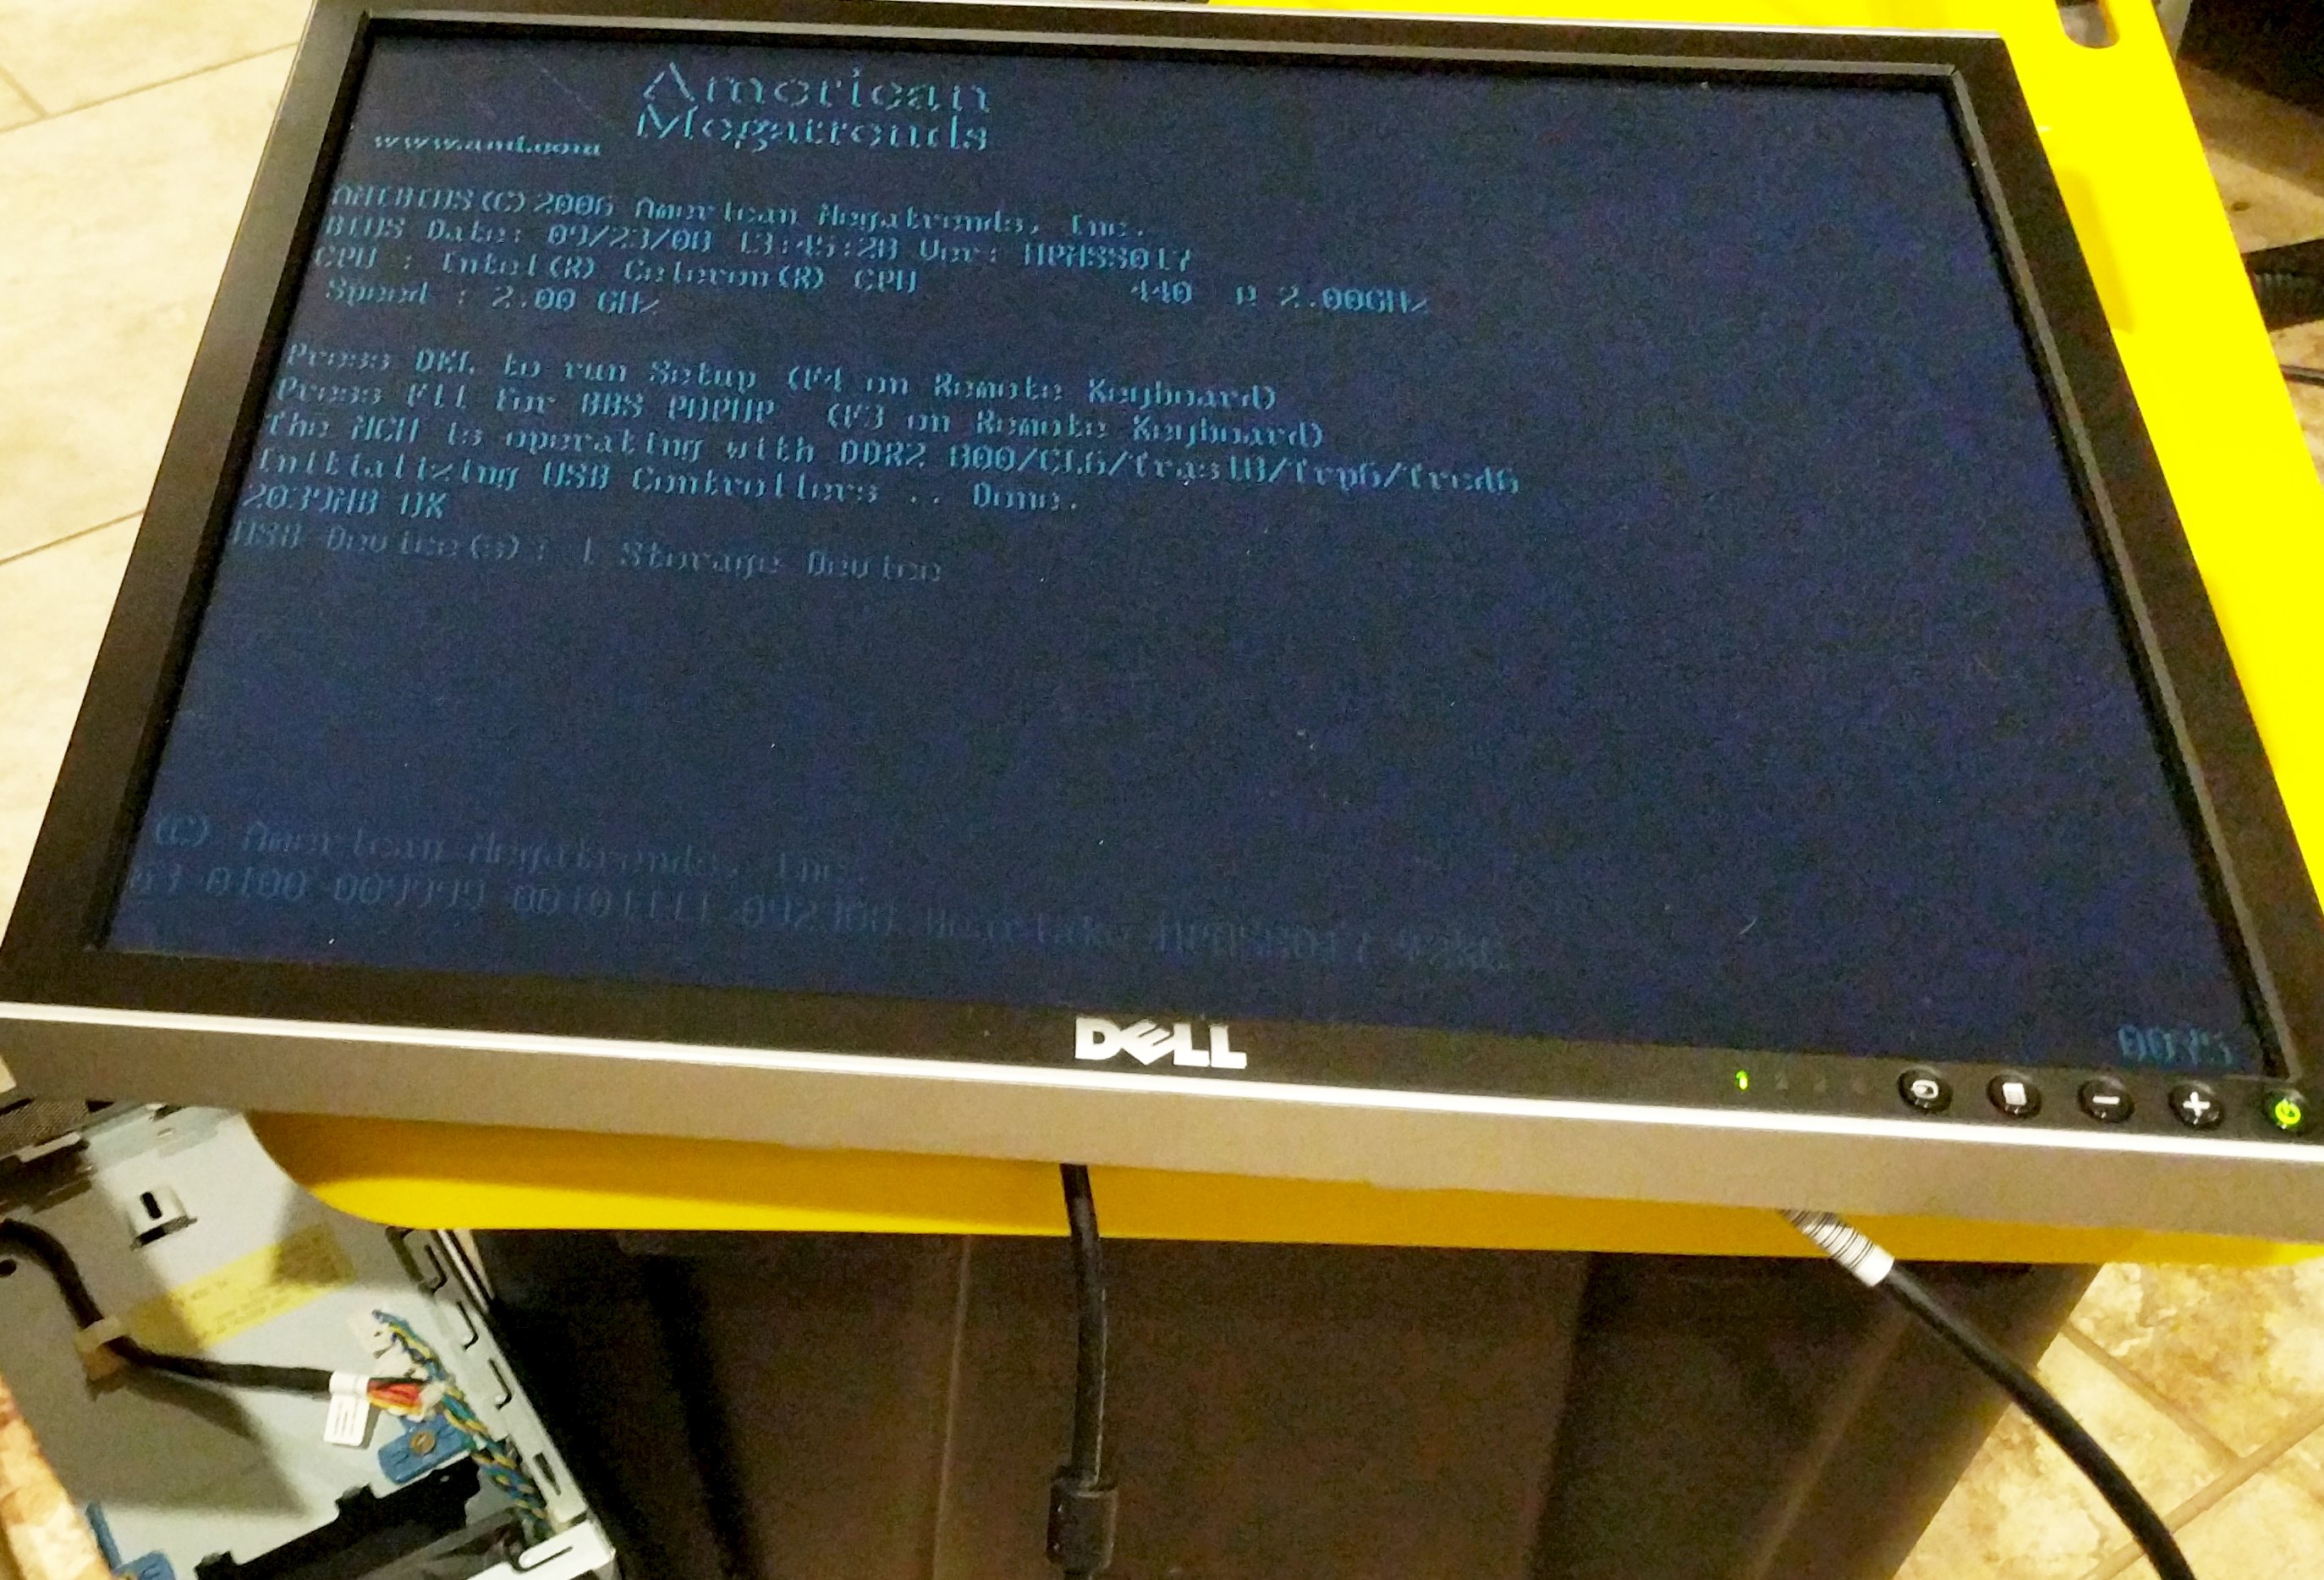 American
Megatrends
www.ami.com
AMIBIOS(C)2006 American Megatrends, Inc.
BIOS Date: 09/23/08 13:45:28 Ver:
CPU : Intel(R) Celeron(R) CPU 440 @ 2.00GHz
Speed : 2.00 GHz
Press DEL to run Setup (F4 on Remote Keyboard)
Press F11 for BBS POPUP (F3 on Remote Keyboard)
The MCH is operating with DDR2 800/CL6/Tras18/Trp6/Trcd6
Initializing USB Controllers .. Done.
2039MB OK
USB Device(s): 1 Storage Device
(C) American Megatrends, Inc.
DELL
1